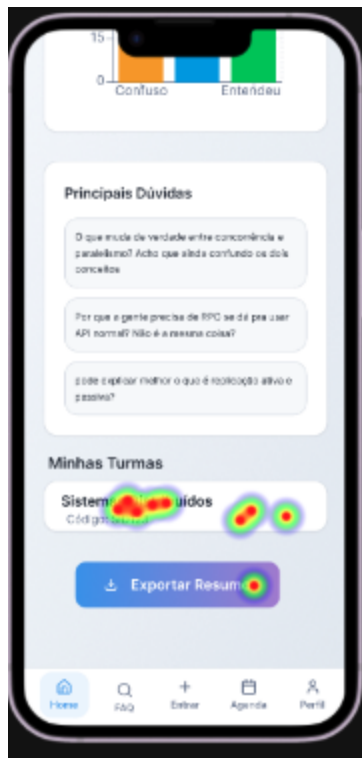 15
0
Confuso
Entendeu
Principais Dúvidas
O que muda de verdade entre concorrência e
paralelismo? Acho que ainda confundo os dois
conceitos
Por que a gente precisa de RPC se dá pra usar
API normal? Não é a mesma coisa?
pode explicar melhor o que é replicação ativa e
passiva?
Minhas Turmas
Exportar Resumo
Home
FAQ
Entrar
Agenda
Perfil